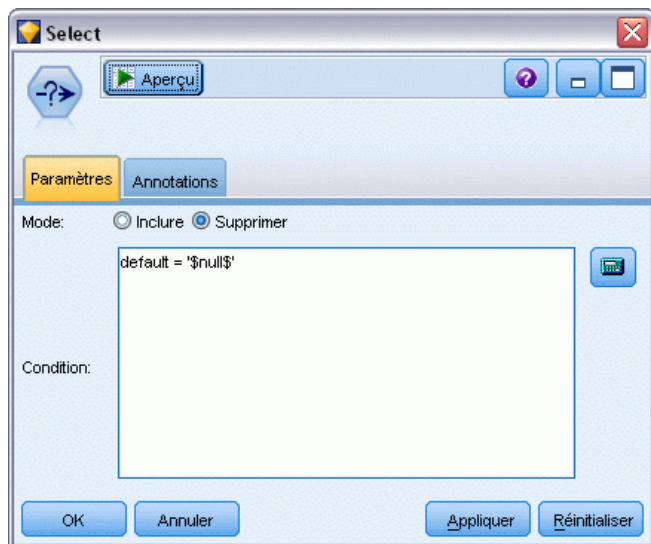 Select
-?➤
Aperçu
?
Paramètres
Annotations
Mode:
Inclure
Supprimer
default = '$null$'
Condition:
OK
Annuler
Appliquer
Réinitialiser